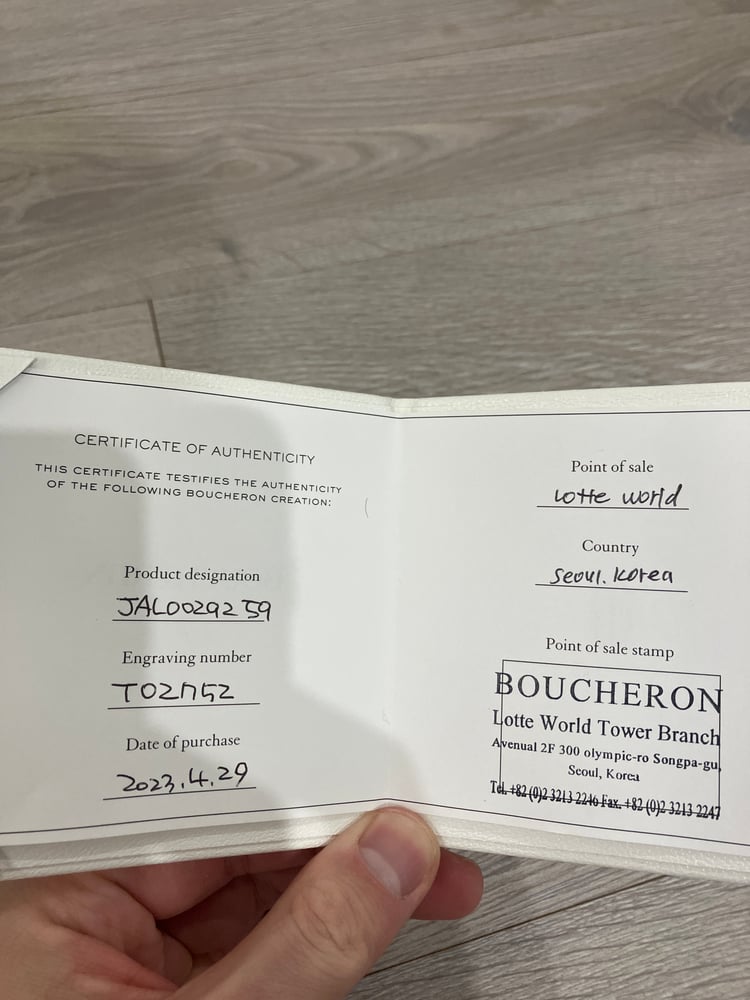 CERTIFICATE OF AUTHENTICITY
THIS CERTIFICATE TESTIFIES THE AUTHENTICITY
OF THE FOLLOWING BOUCHERON CREATION:
Product designation
JAL0029259
Engraving number
Date of purchase
2023.4.29
Point of sale
Lotte world
Country
Seoul. Korea
Point of sale stamp
BOUCHERON
Lotte World Tower Branch
Avenual 2F 300 olympic-ro Songpa-gu,
Seoul, Korea
Tel. +82 (0)2 3213 2246 Fax. +82 (0)2 3213 2247